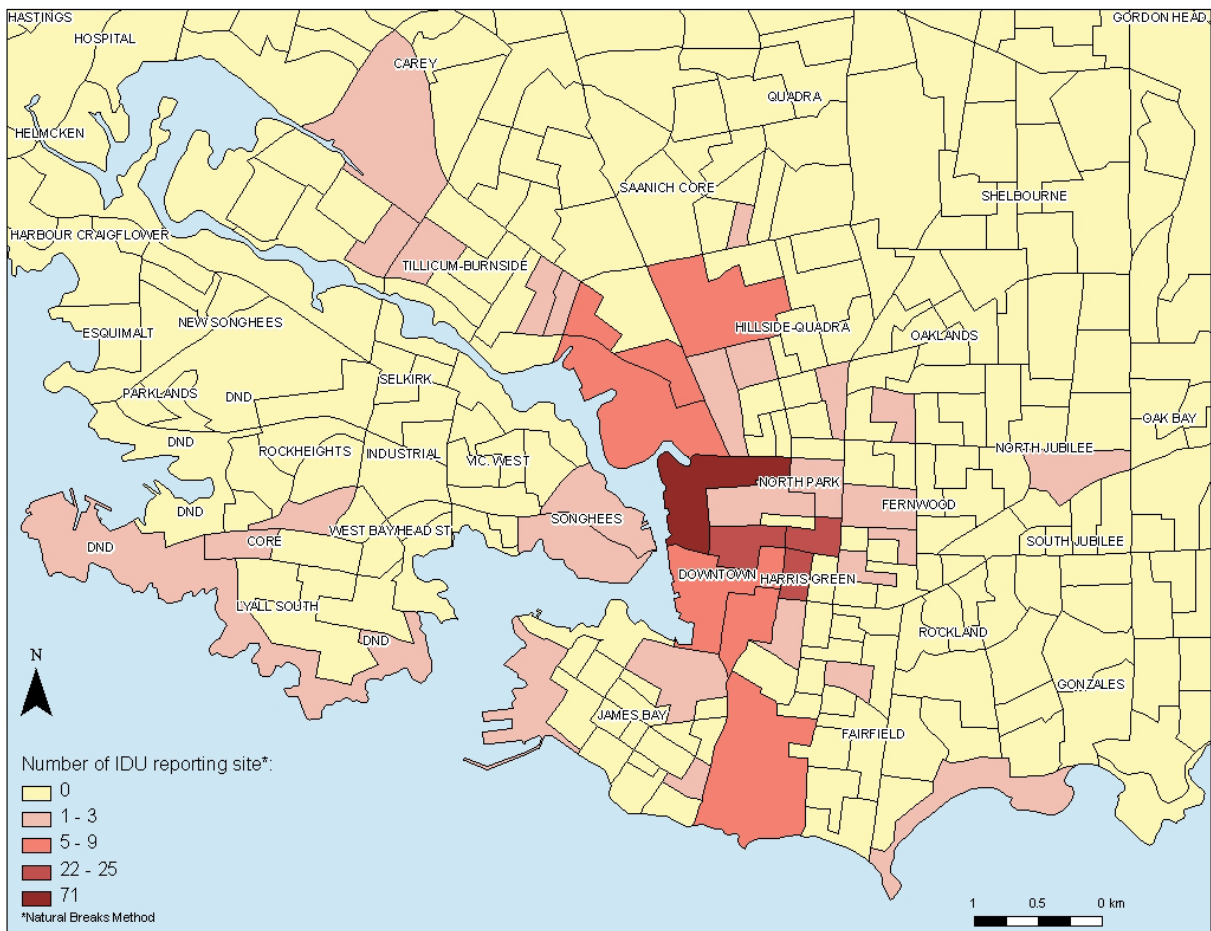 HASTINGS
GORDON HEAD
HOSPITAL
CAREY
QUADRA
HELMCKEN
SAANICH CORE
SHELBOURNE
HARBOUR CRAIGFLOWER
TILLICUM-BURNSIDE
NEW SONGHEES
ESQUIMALT
HILLSIDE-QUADRA
OAKLANDS
SELKIRK
PARKLANDS
DND
OAK BAY
DND
ROCKHEIGHTS
INDUSTRIAL
VIC. WEST
NORTH JUBILEE
NORTH PARK
FERNWOOD
DND
SONGHEES
WEST BAY/HEAD ST
DND
CORE
SOUTH JUBILEE
DOWNTOWN
HARRIS GREEN
LYALL SOUTH
ROCKLAND
DND
GONZALES
JAMES BAY
FAIRFIELD
N
Number of IDU reporting site*:
0
1 - 3
5 - 9
22 - 25
71
*Natural Breaks Method
1 0.5 0 km